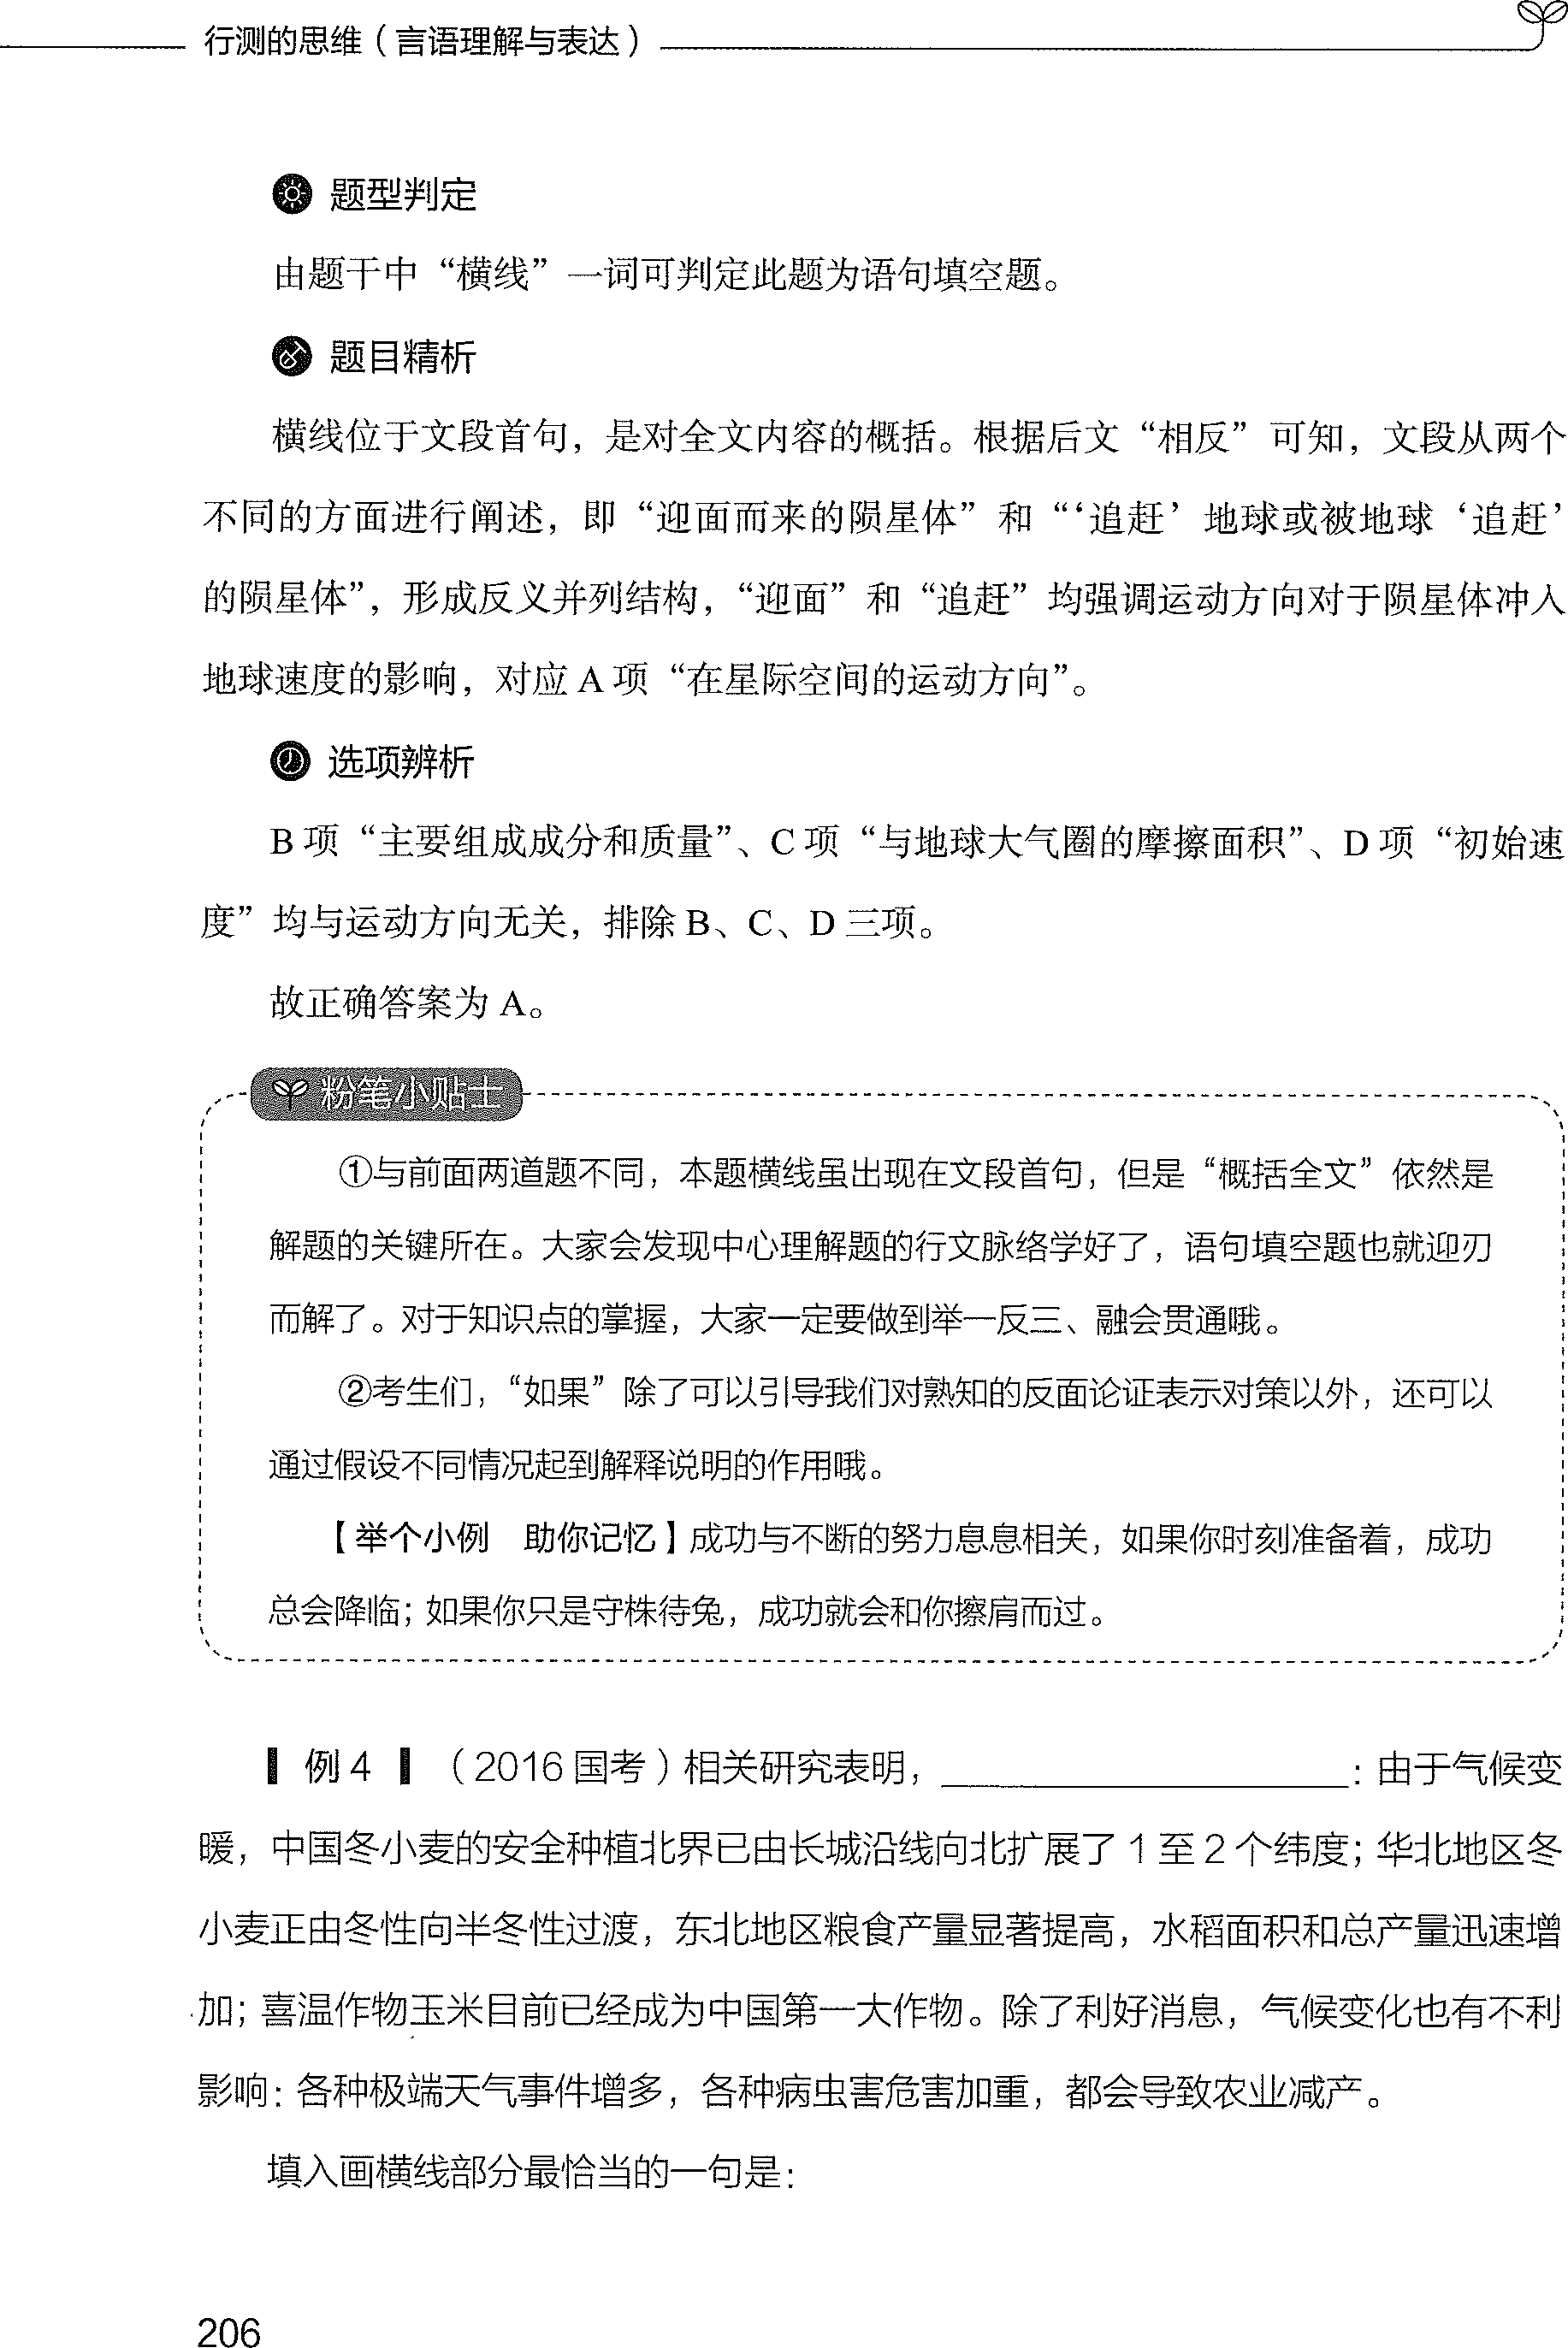 行测的思维（言语理解与表达）
题型判定
由题干中“横线”一词可判定此题为语句填空题。
题目精析
横线位于文段首句，是对全文内容的概括。根据后文“相反”可知，文段从两个
不同的方面进行阐述，即“迎面而来的陨星体”和“‘追赶’地球或被地球‘追赶’
的陨星体”，形成反义并列结构，“迎面”和“追赶”均强调运动方向对于陨星体冲入
地球速度的影响，对应 A 项“在星际空间的运动方向”。
选项辨析
B 项“主要组成成分和质量”、C 项“与地球大气圈的摩擦面积”、D 项“初始速
度”均与运动方向无关，排除 B、C、D 三项。
故正确答案为 A。
粉笔小贴士
①与前面两道题不同，本题横线虽出现在文段首句，但是“概括全文”依然是
解题的关键所在。大家会发现中心理解题的行文脉络学好了，语句填空题也就迎刃
而解了。对于知识点的掌握，大家一定要做到举一反三、融会贯通哦。
②考生们，“如果”除了可以引导我们对熟知的反面论证表示对策以外，还可以
通过假设不同情况起到解释说明的作用哦。
【举个小例　助你记忆】成功与不断的努力息息相关，如果你时刻准备着，成功
总会降临；如果你只是守株待兔，成功就会和你擦肩而过。
例 4 （2016 国考）相关研究表明，____________：由于气候变
暖，中国冬小麦的安全种植北界已由长城沿线向北扩展了 1 至 2 个纬度；华北地区冬
小麦正由冬性向半冬性过渡，东北地区粮食产量显著提高，水稻面积和总产量迅速增
加；喜温作物玉米目前已经成为中国第一大作物。除了利好消息，气候变化也有不利
影响：各种极端天气事件增多，各种病虫害危害加重，都会导致农业减产。
填入画横线部分最恰当的一句是：
206